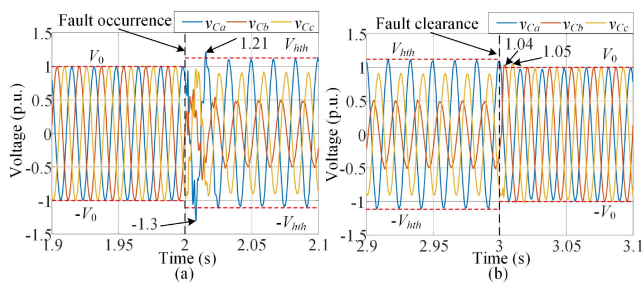 Fault occurrence
vCa vCb vCc
1.21
V0
Vhth
-V0
-1.3
-Vhth
Voltage (p.u.)
1.5
1
0.5
0
-0.5
-1
-1.5
1.9 1.95 2 2.05 2.1
Time (s)
(a)
Fault clearance
vCa vCb vCc
1.04
1.05
Vhth
V0
-Vhth
-V0
Voltage (p.u.)
1.5
1
0.5
0
-0.5
-1
-1.5
2.9 2.95 3 3.05 3.1
Time (s)
(b)